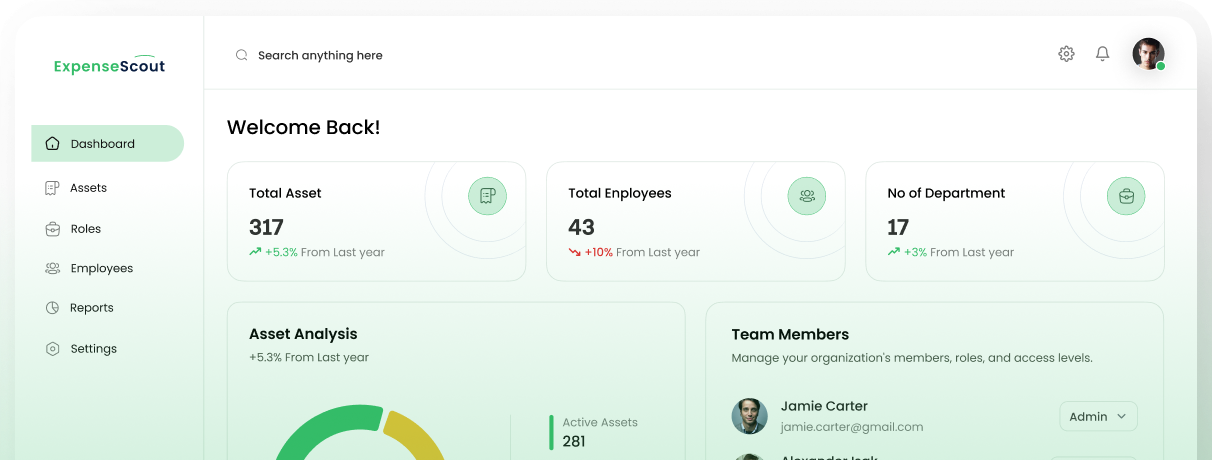 ExpenseScout
Search anything here
Dashboard
Assets
Roles
Employees
Reports
Settings
Welcome Back!
Total Asset
317
+5.3% From Last year
Total Enployees
43
+10% From Last year
No of Department
17
+3% From Last year
Asset Analysis
+5.3% From Last year
Active Assets
281
Team Members
Manage your organization's members, roles, and access levels.
Jamie Carter
jamie.carter@gmail.com
Admin